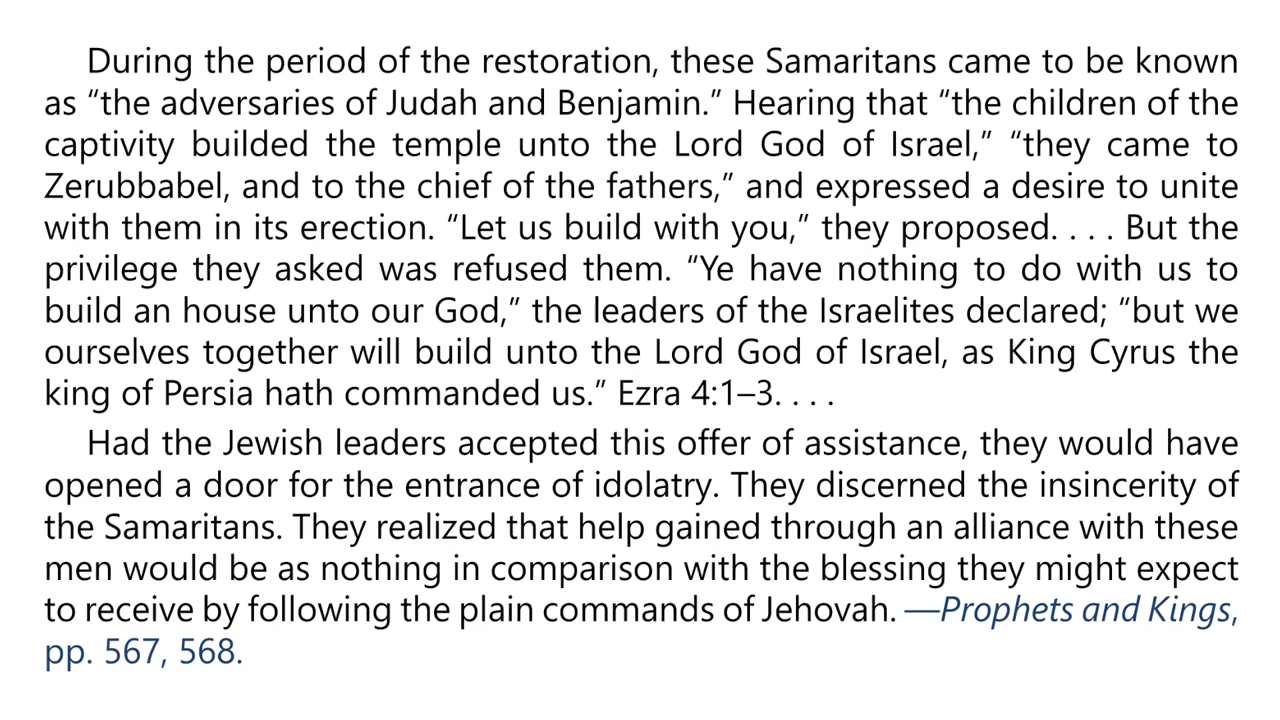 During the period of the restoration, these Samaritans came to be known
as “the adversaries of Judah and Benjamin.” Hearing that “the children of the
captivity builded the temple unto the Lord God of Israel,” “they came to
Zerubbabel, and to the chief of the fathers,” and expressed a desire to unite
with them in its erection. “Let us build with you,” they proposed. . . . But the
privilege they asked was refused them. “Ye have nothing to do with us to
build an house unto our God,” the leaders of the Israelites declared; “but we
ourselves together will build unto the Lord God of Israel, as King Cyrus the
king of Persia hath commanded us.” Ezra 4:1–3. . . .
Had the Jewish leaders accepted this offer of assistance, they would have
opened a door for the entrance of idolatry. They discerned the insincerity of
the Samaritans. They realized that help gained through an alliance with these
men would be as nothing in comparison with the blessing they might expect
to receive by following the plain commands of Jehovah. —Prophets and Kings,
pp. 567, 568.